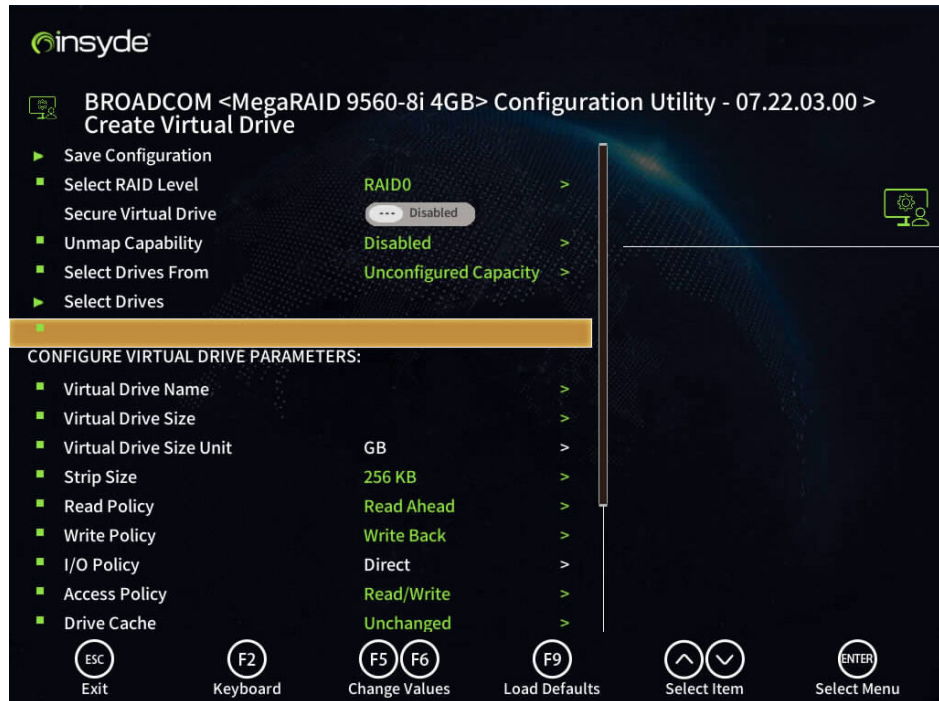 insyde
BROADCOM <MegaRAID 9560-8i 4GB> Configuration Utility - 07.22.03.00 >
Create Virtual Drive
Save Configuration
Select RAID Level RAID0 >
Secure Virtual Drive Disabled
Unmap Capability Disabled >
Select Drives From Unconfigured Capacity >
Select Drives
CONFIGURE VIRTUAL DRIVE PARAMETERS:
Virtual Drive Name >
Virtual Drive Size >
Virtual Drive Size Unit GB >
Strip Size 256 KB >
Read Policy Read Ahead >
Write Policy Write Back >
I/O Policy Direct >
Access Policy Read/Write >
Drive Cache Unchanged >
ESC F2 F5 F6 F9 ENTER
Exit Keyboard Change Values Load Defaults Select Item Select Menu